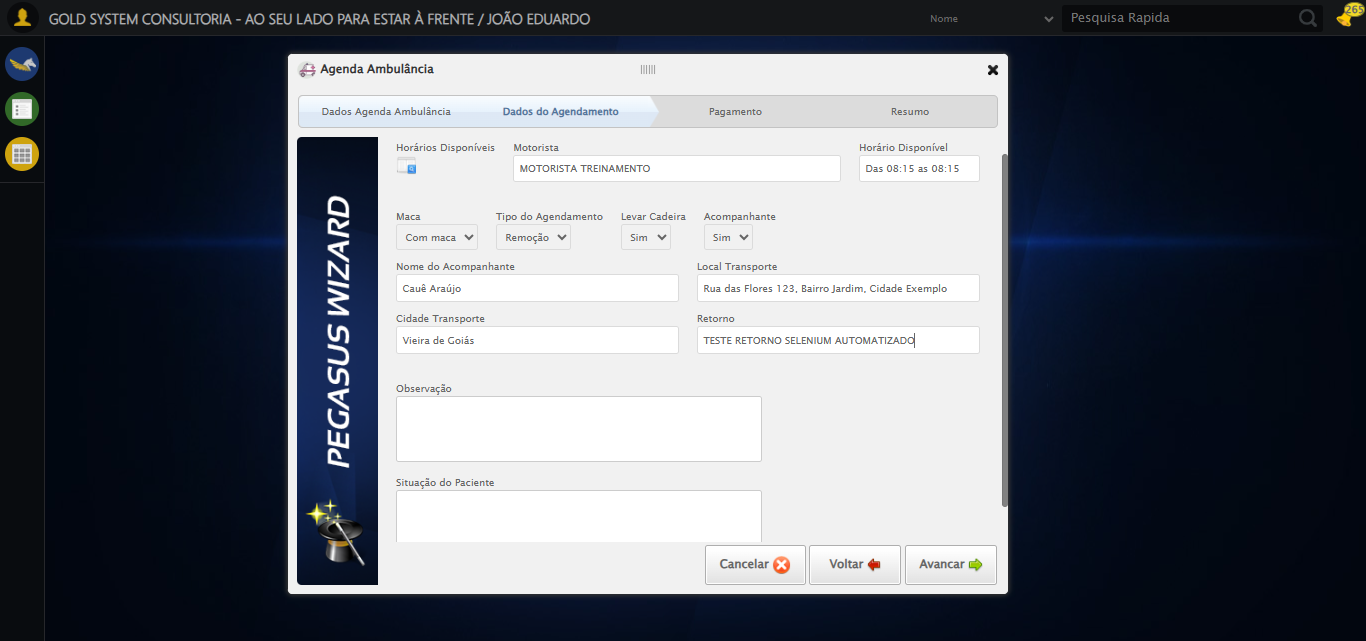 GOLD SYSTEM CONSULTORIA - AO SEU LADO PARA ESTAR À FRENTE / JOÃO EDUARDO
Nome
Pesquisa Rapida
265
Agenda Ambulância
Dados Agenda Ambulância
Dados do Agendamento
Pagamento
Resumo
PEGASUS WIZARD
Horários Disponíveis
Motorista
Horário Disponível
MOTORISTA TREINAMENTO
Das 08:15 as 08:15
Maca
Tipo do Agendamento
Levar Cadeira
Acompanhante
Com maca
Remoção
Sim
Sim
Nome do Acompanhante
Local Transporte
Cauê Araújo
Rua das Flores 123, Bairro Jardim, Cidade Exemplo
Cidade Transporte
Retorno
Vieira de Goiás
TESTE RETORNO SELENIUM AUTOMATIZADO
Observação
Situação do Paciente
Cancelar
Voltar
Avancar